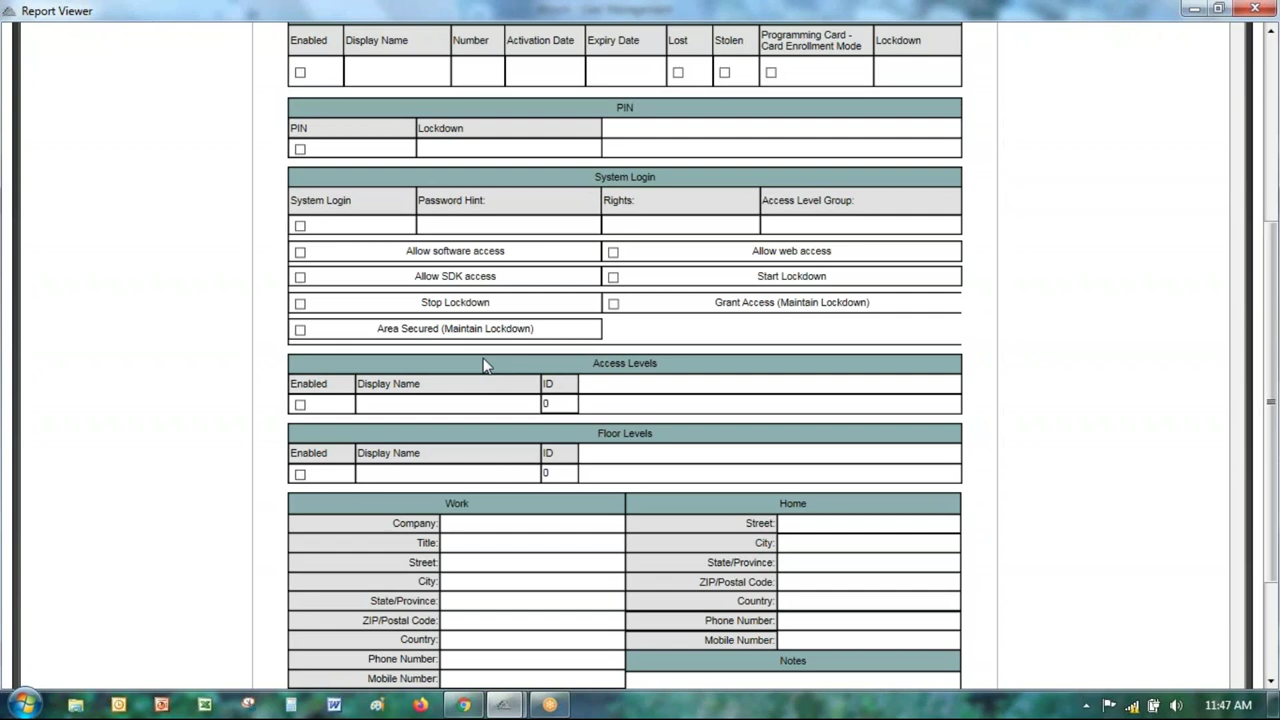 Report Viewer
Enabled Display Name Number Activation Date Expiry Date Lost Stolen Programming Card - Card Enrollment Mode Lockdown
PIN
PIN Lockdown
System Login
System Login Password Hint: Rights: Access Level Group:
Allow software access Allow web access
Allow SDK access Start Lockdown
Stop Lockdown Grant Access (Maintain Lockdown)
Area Secured (Maintain Lockdown)
Access Levels
Enabled Display Name ID
0
Floor Levels
Enabled Display Name ID
0
Work Home
Company: Street:
Title: City:
Street: State/Province:
City: ZIP/Postal Code:
State/Province: Country:
ZIP/Postal Code: Phone Number:
Country: Mobile Number:
Phone Number: Notes
Mobile Number:
11:47 AM